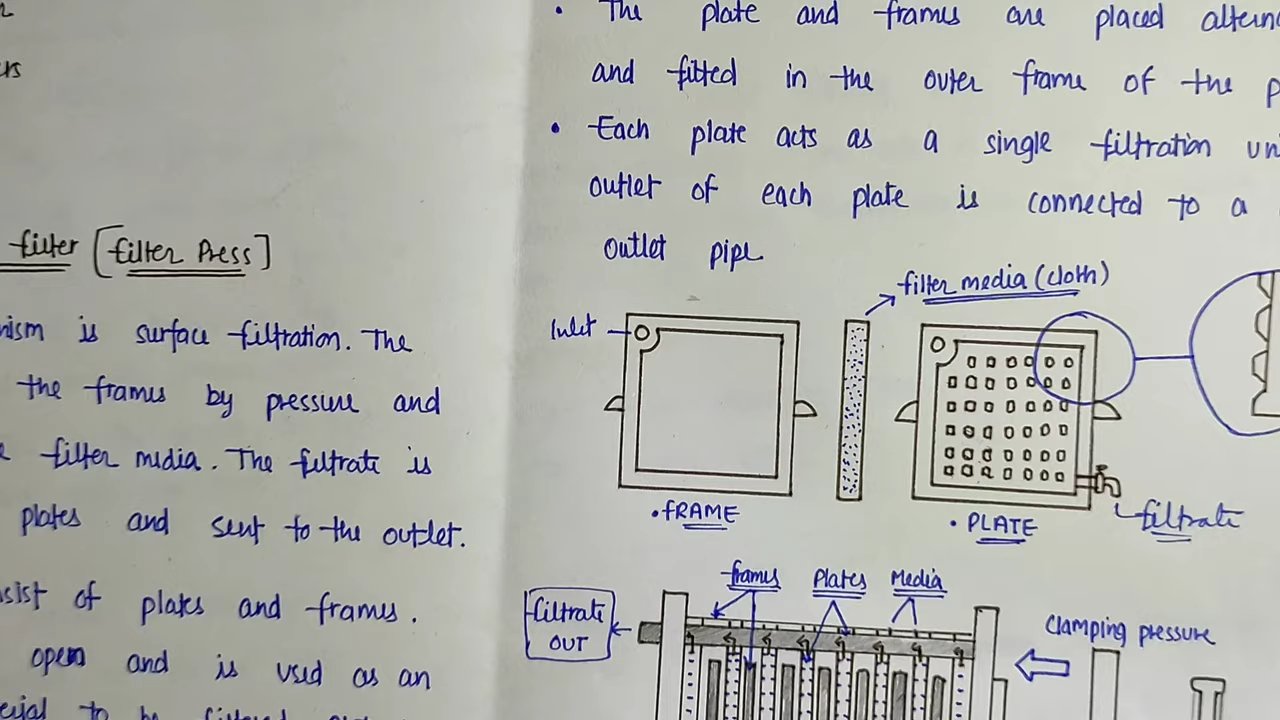 filter [filter Press]
is surface filtration. The
the frames by pressure and
filter media. The filtrate is
plates and sent to the outlet.
of plates and frames.
open and is used as an
to be filtered
• The plate and frames are placed
and fitted in the outer frame of the
• Each plate acts as a single filtration
outlet of each plate is connected to a
outlet pipe
filter media (cloth)
Inlet
• FRAME
• PLATE
filtrate
frames Plates Media
filtrate
OUT
Clamping pressure